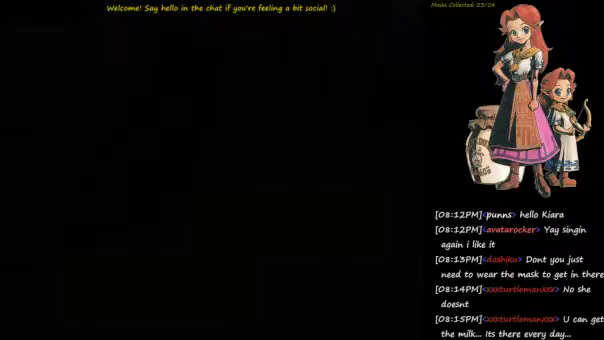 Welcome! Say hello in the chat if you're feeling a bit social! :)
Masks Collected: 23/24
[08:12PM]<punns> hello Kiara
[08:12PM]<avatarocker> Yay singin
again i like it
[08:13PM]<dashiku> Dont you just
need to wear the mask to get in there
[08:14PM]<xxxturtlemanxxx> No she
doesnt
[08:15PM]<xxxturtlemanxxx> U can get
the milk... Its there every day...